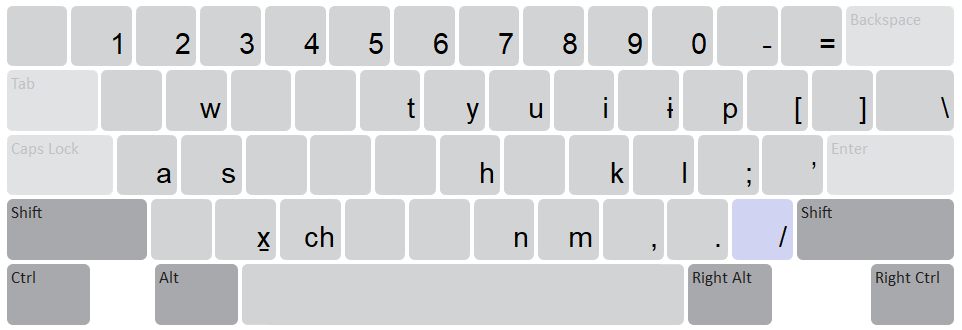 1 2 3 4 5 6 7 8 9 0 - = Backspace
Tab w t y u i ɨ p [ ] \
Caps Lock a s h k l ; ’ Enter
Shift x̱ ch n m , . / Shift
Ctrl Alt Right Alt Right Ctrl